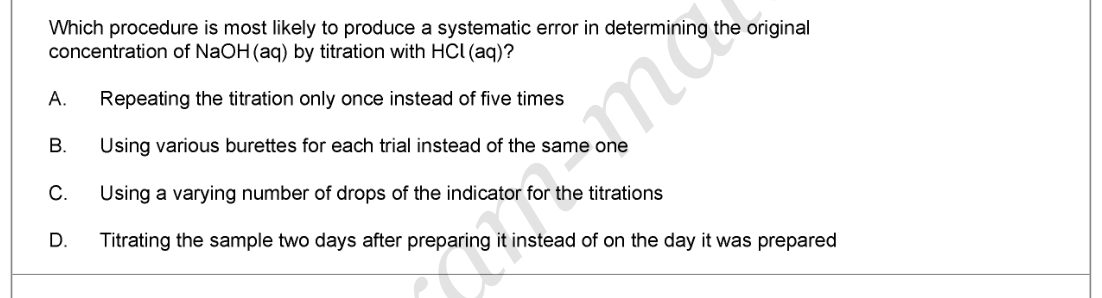 Which procedure is most likely to produce a systematic error in determining the original
concentration of NaOH (aq) by titration with HCl (aq)?
A. Repeating the titration only once instead of five times
B. Using various burettes for each trial instead of the same one
C. Using a varying number of drops of the indicator for the titrations
D. Titrating the sample two days after preparing it instead of on the day it was prepared